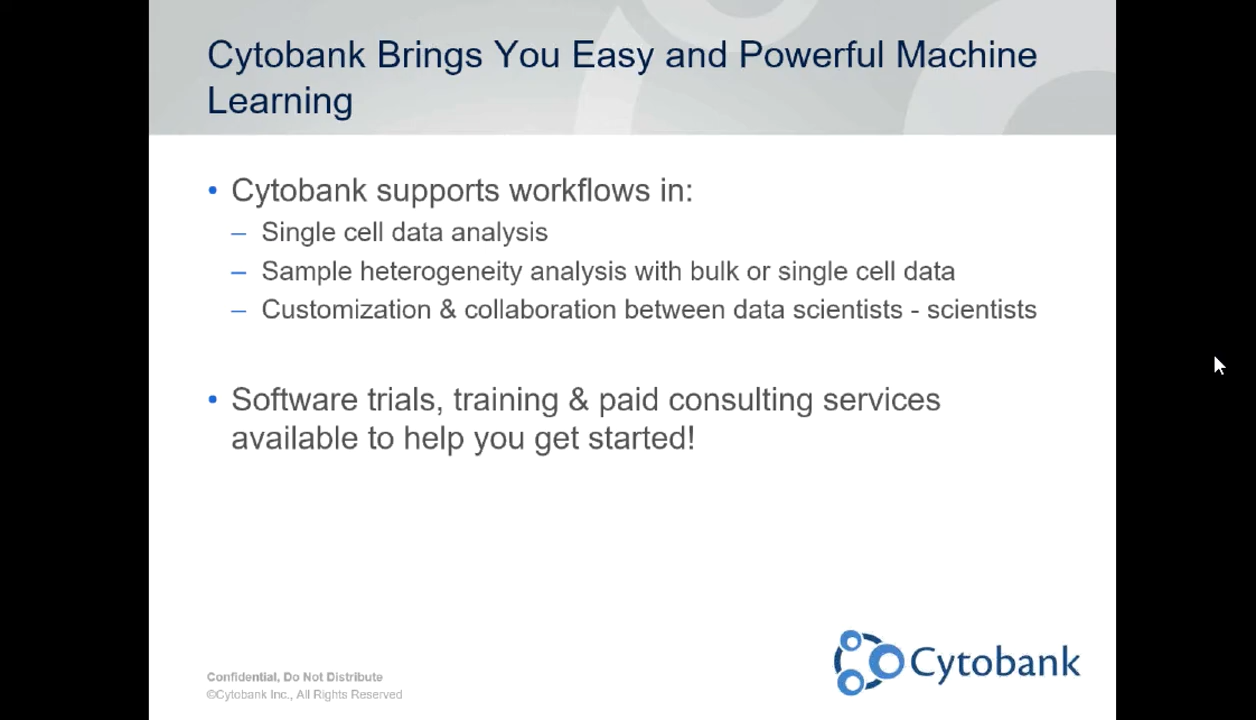 Cytobank Brings You Easy and Powerful Machine
Learning
• Cytobank supports workflows in:
– Single cell data analysis
– Sample heterogeneity analysis with bulk or single cell data
– Customization & collaboration between data scientists - scientists
• Software trials, training & paid consulting services
available to help you get started!
Confidential, Do Not Distribute
©Cytobank Inc., All Rights Reserved
Cytobank